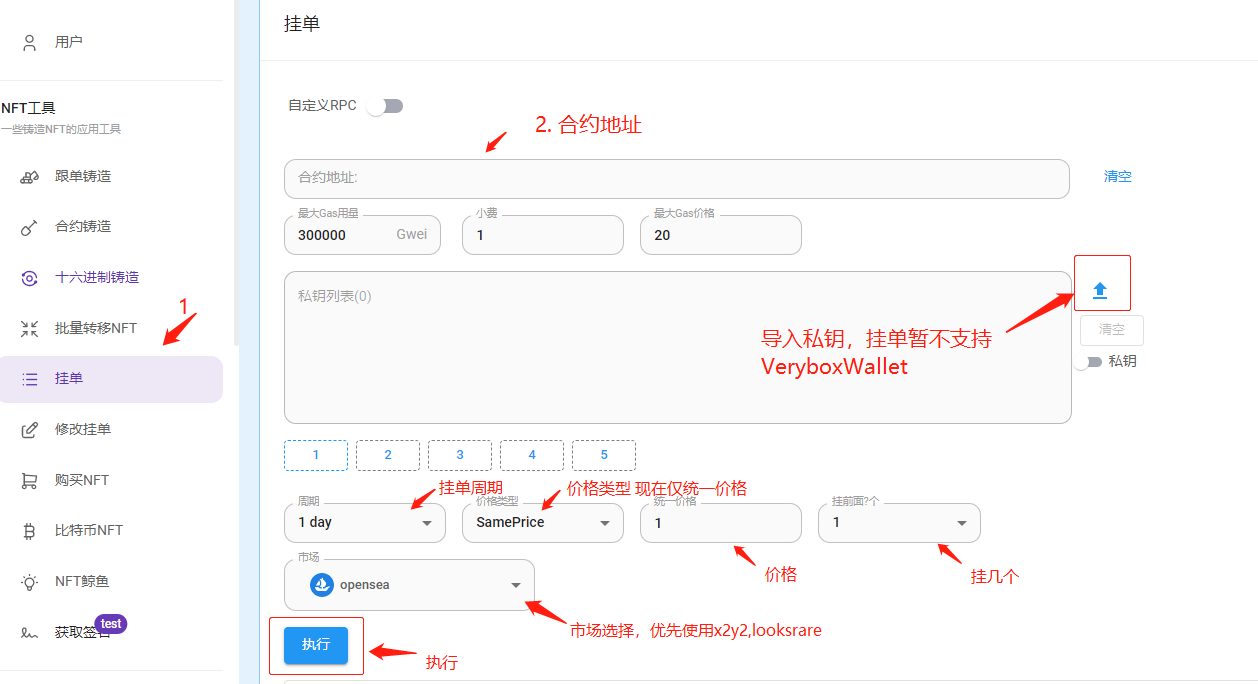 用户
NFT工具
一些铸造NFT的应用工具
跟单铸造
合约铸造
十六进制铸造
1
批量转移NFT
挂单
修改挂单
购买NFT
比特币NFT
NFT鲸鱼
test
获取签名
挂单
自定义RPC
2. 合约地址
合约地址:
清空
最大Gas用量
300000
Gwei
小费
1
最大Gas价格
20
私钥列表(0)
导入私钥，挂单暂不支持
VeryboxWallet
清空
私钥
1
2
3
4
5
挂单周期
价格类型 现在仅统一价格
周期
1 day
价格类型
SamePrice
统一价格
1
挂前面?个
1
价格
挂几个
市场
opensea
市场选择，优先使用x2y2,looksrare
执行
执行